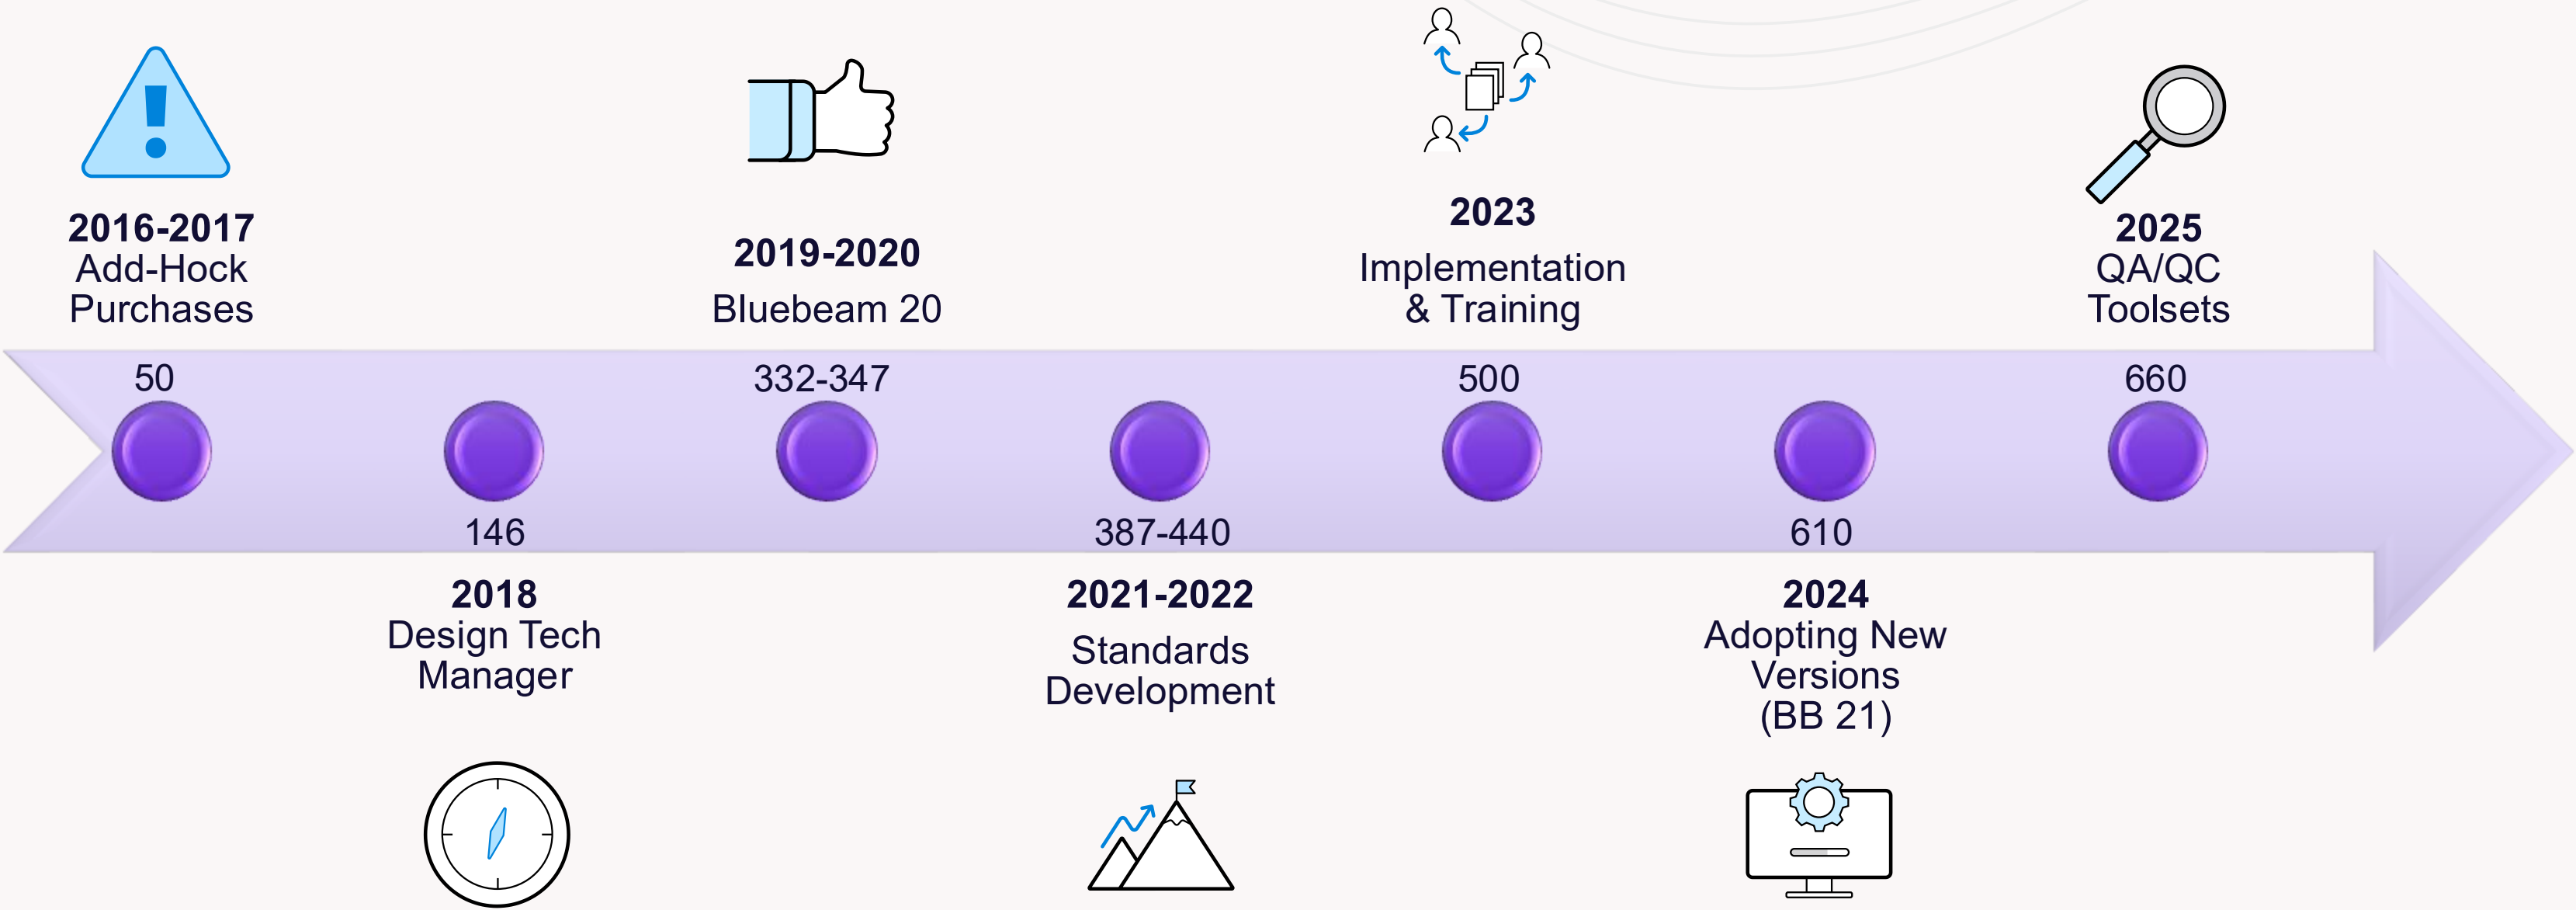 2016-2017
Add-Hock
Purchases
50
146
2018
Design Tech
Manager
2019-2020
Bluebeam 20
332-347
387-440
2021-2022
Standards
Development
2023
Implementation
& Training
500
610
2024
Adopting New
Versions
(BB 21)
2025
QA/QC
Toolsets
660